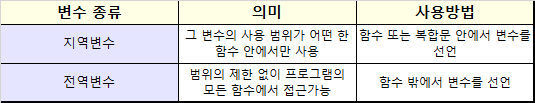 변수 종류 의미 사용방법
지역변수 그 변수의 사용 범위가 어떤 한 함수 또는 복합문 안에서 변수를
함수 안에서만 사용 선언
전역변수 범위의 제한 없이 프로그램의 함수 밖에서 변수를 선언
모든 함수에서 접근가능